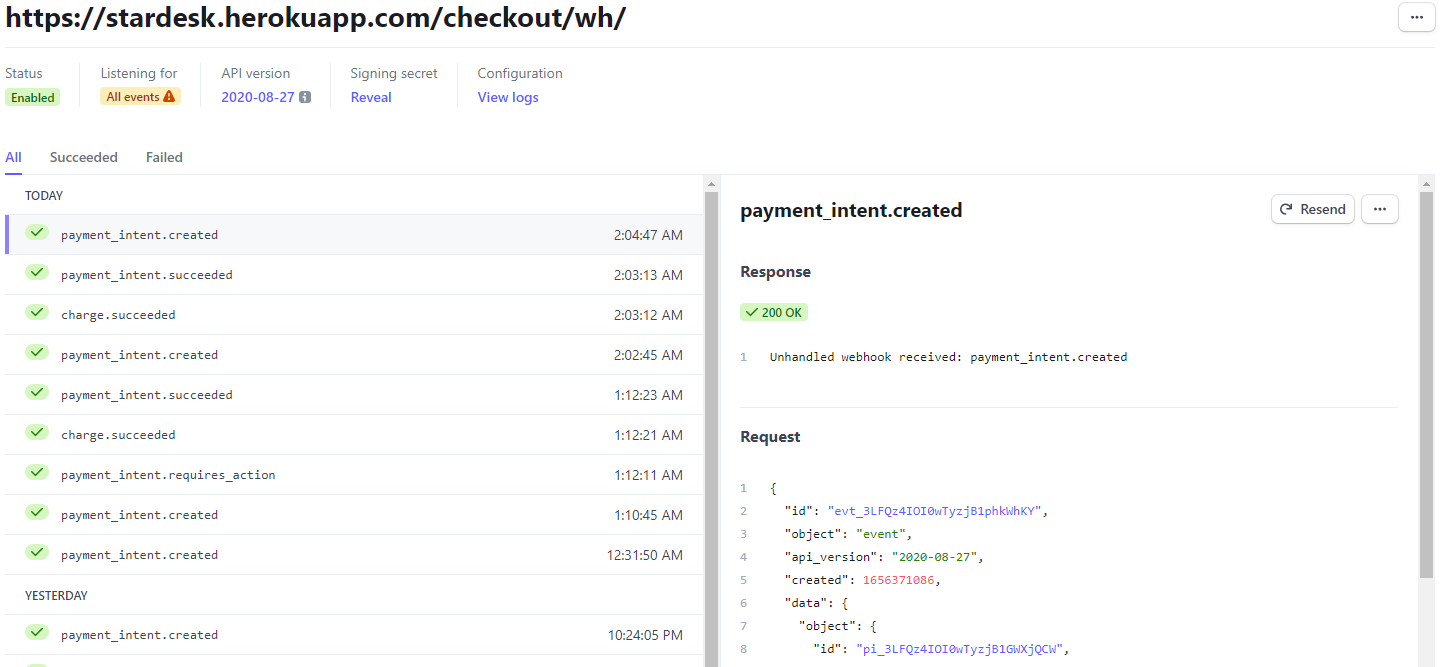 https://stardesk.herokuapp.com/checkout/wh/
Status
Enabled
Listening for
All events
API version
2020-08-27
Signing secret
Reveal
Configuration
View logs
All Succeeded Failed
TODAY
payment_intent.created 2:04:47 AM
payment_intent.succeeded 2:03:13 AM
charge.succeeded 2:03:12 AM
payment_intent.created 2:02:45 AM
payment_intent.succeeded 1:12:23 AM
charge.succeeded 1:12:21 AM
payment_intent.requires_action 1:12:11 AM
payment_intent.created 1:10:45 AM
payment_intent.created 12:31:50 AM
YESTERDAY
payment_intent.created 10:24:05 PM
payment_intent.created
Resend
Response
200 OK
1 Unhandled webhook received: payment_intent.created
Request
1 {
2 "id": "evt_3LFQz4IOI0wTyzjB1phkWhKY",
3 "object": "event",
4 "api_version": "2020-08-27",
5 "created": 1656371086,
6 "data": {
7 "object": {
8 "id": "pi_3LFQz4IOI0wTyzjB1GWXjQCW",